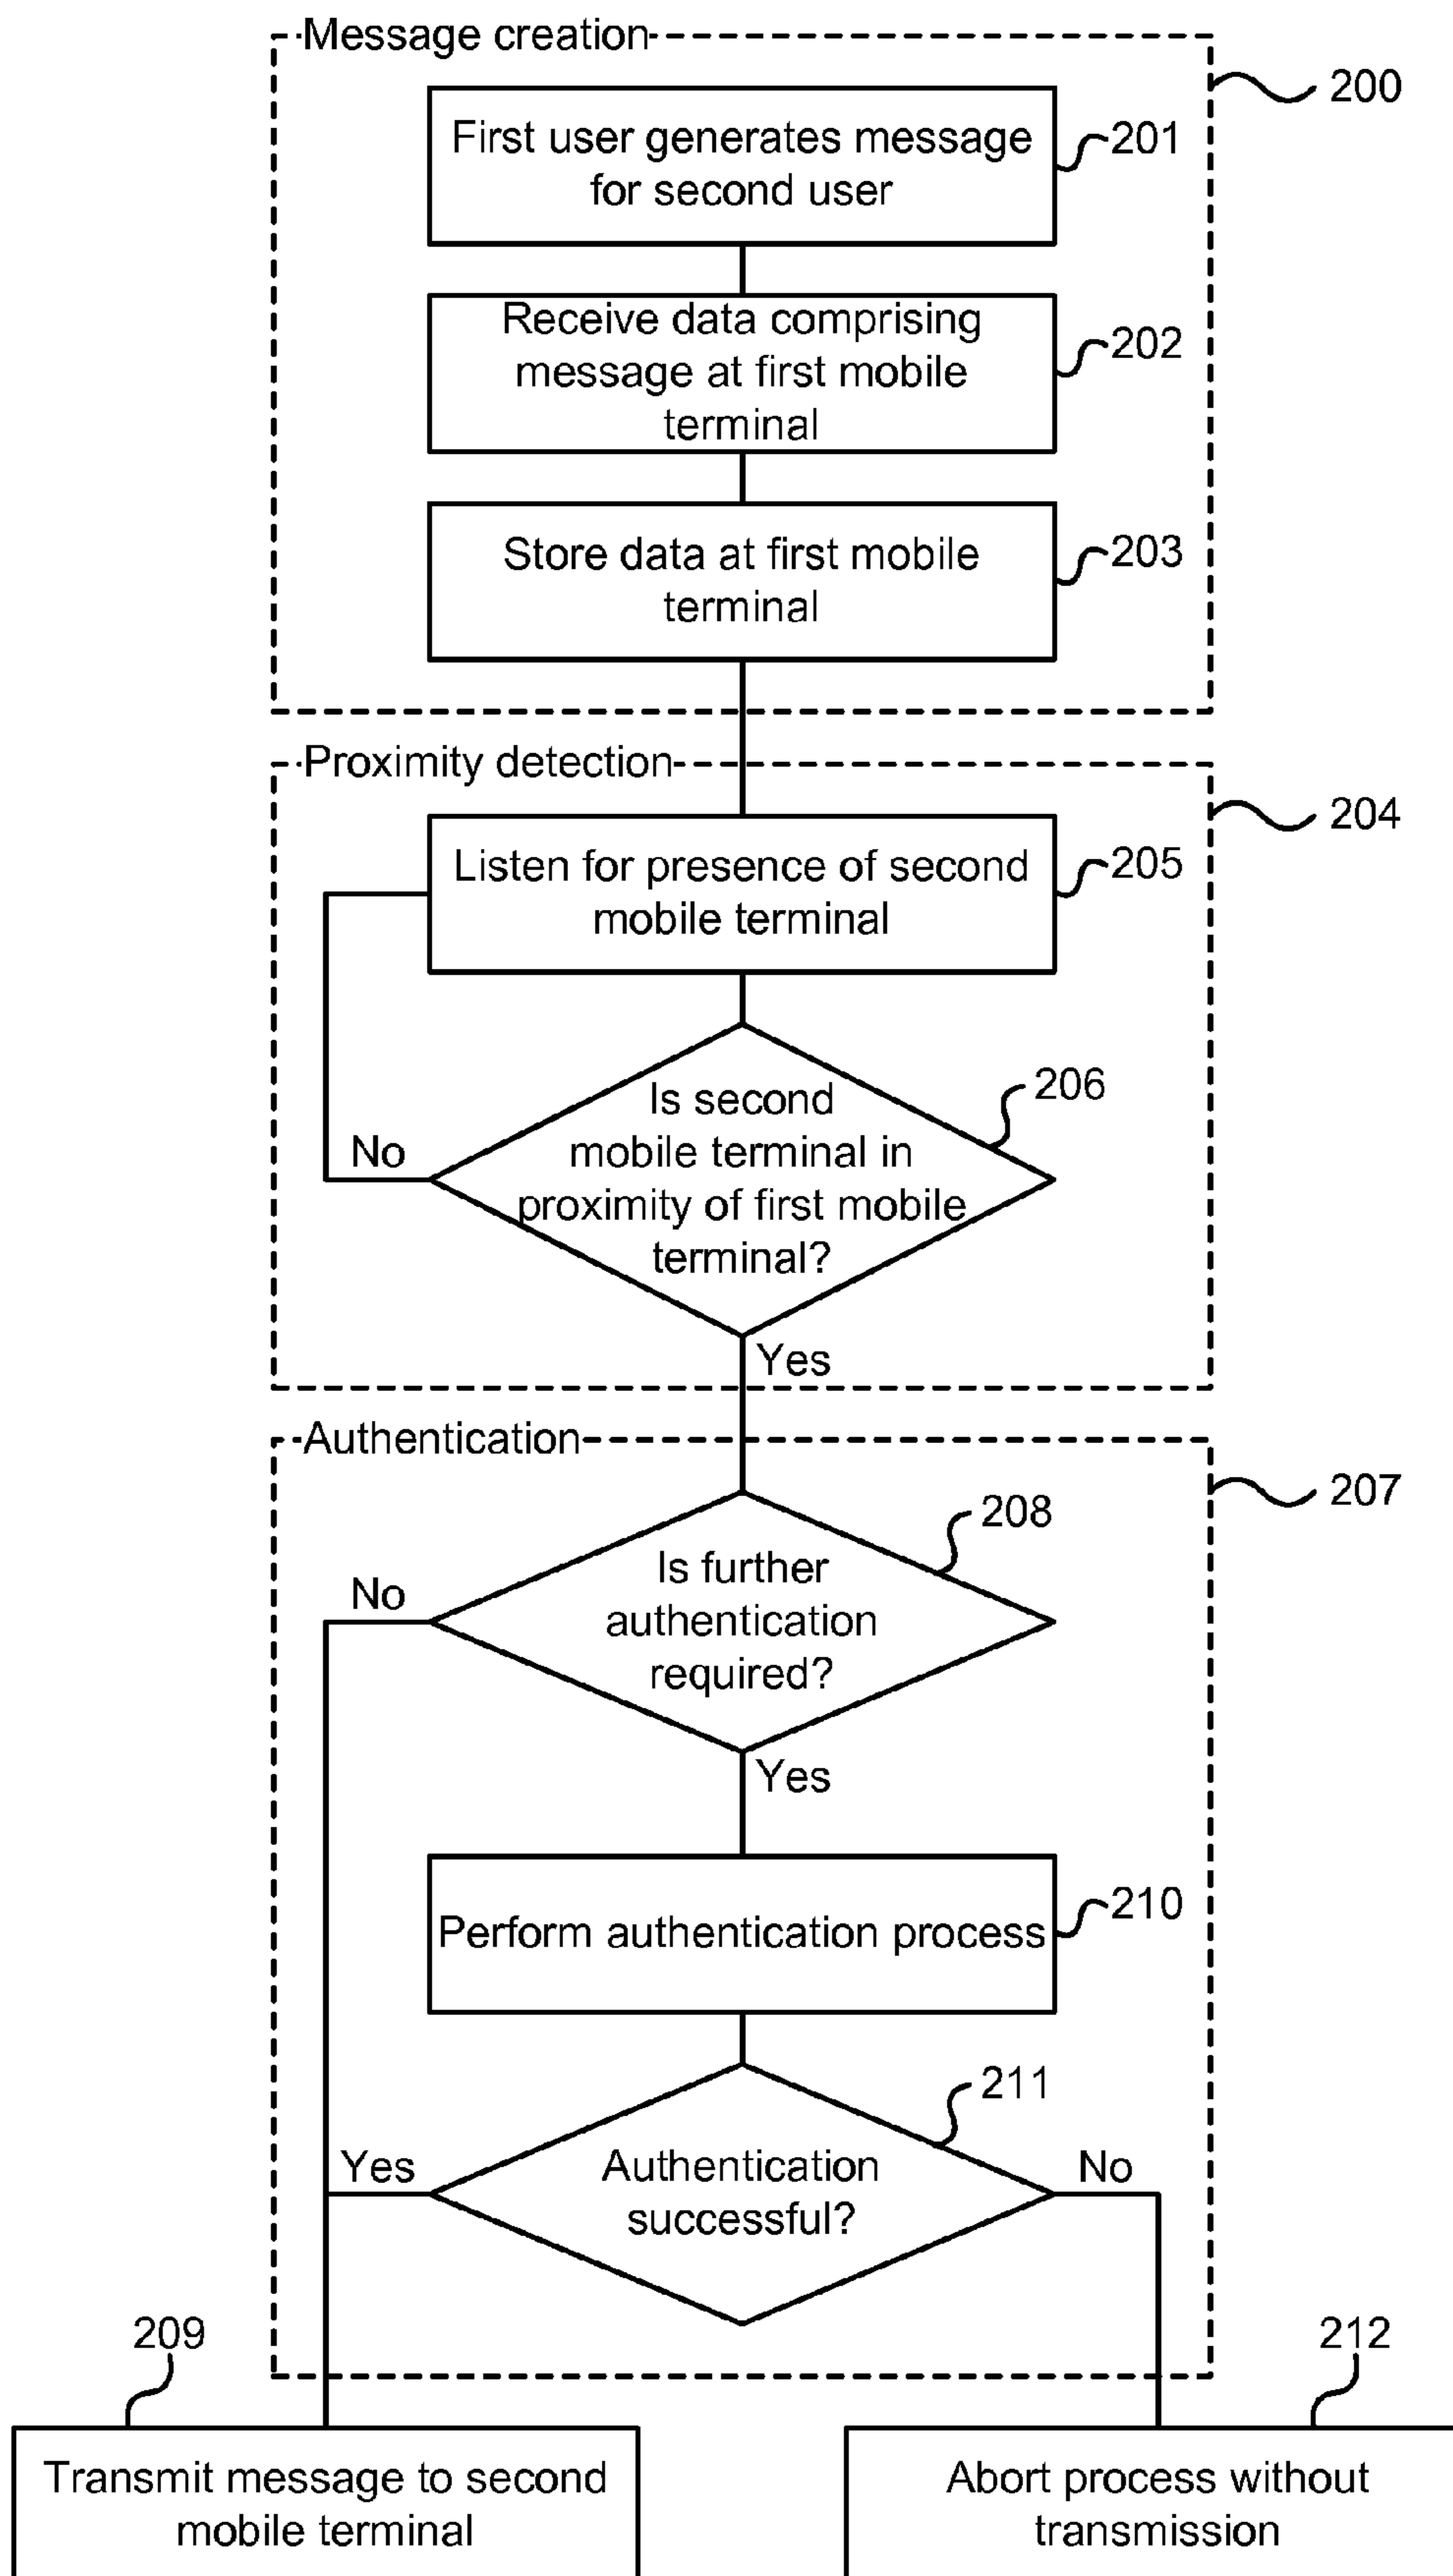 Message creation
200
First user generates message
for second user
201
Receive data comprising
message at first mobile
terminal
202
Store data at first mobile
terminal
203
Proximity detection
204
Listen for presence of second
mobile terminal
205
Is second
mobile terminal in
proximity of first mobile
terminal?
206
No
Yes
Authentication
207
208
Is further
authentication
required?
No
Yes
Perform authentication process
210
211
Authentication
successful?
Yes
No
209
212
Transmit message to second
mobile terminal
Abort process without
transmission